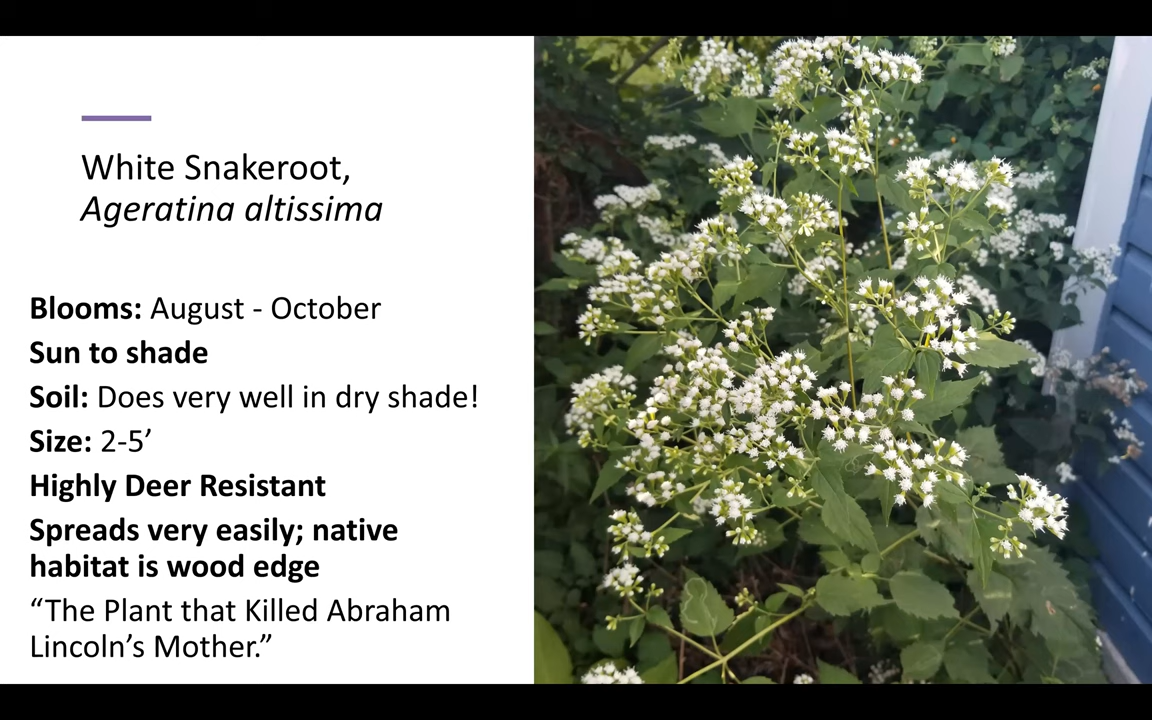 White Snakeroot,
Ageratina altissima
Blooms: August - October
Sun to shade
Soil: Does very well in dry shade!
Size: 2-5’
Highly Deer Resistant
Spreads very easily; native
habitat is wood edge
“The Plant that Killed Abraham
Lincoln’s Mother.”